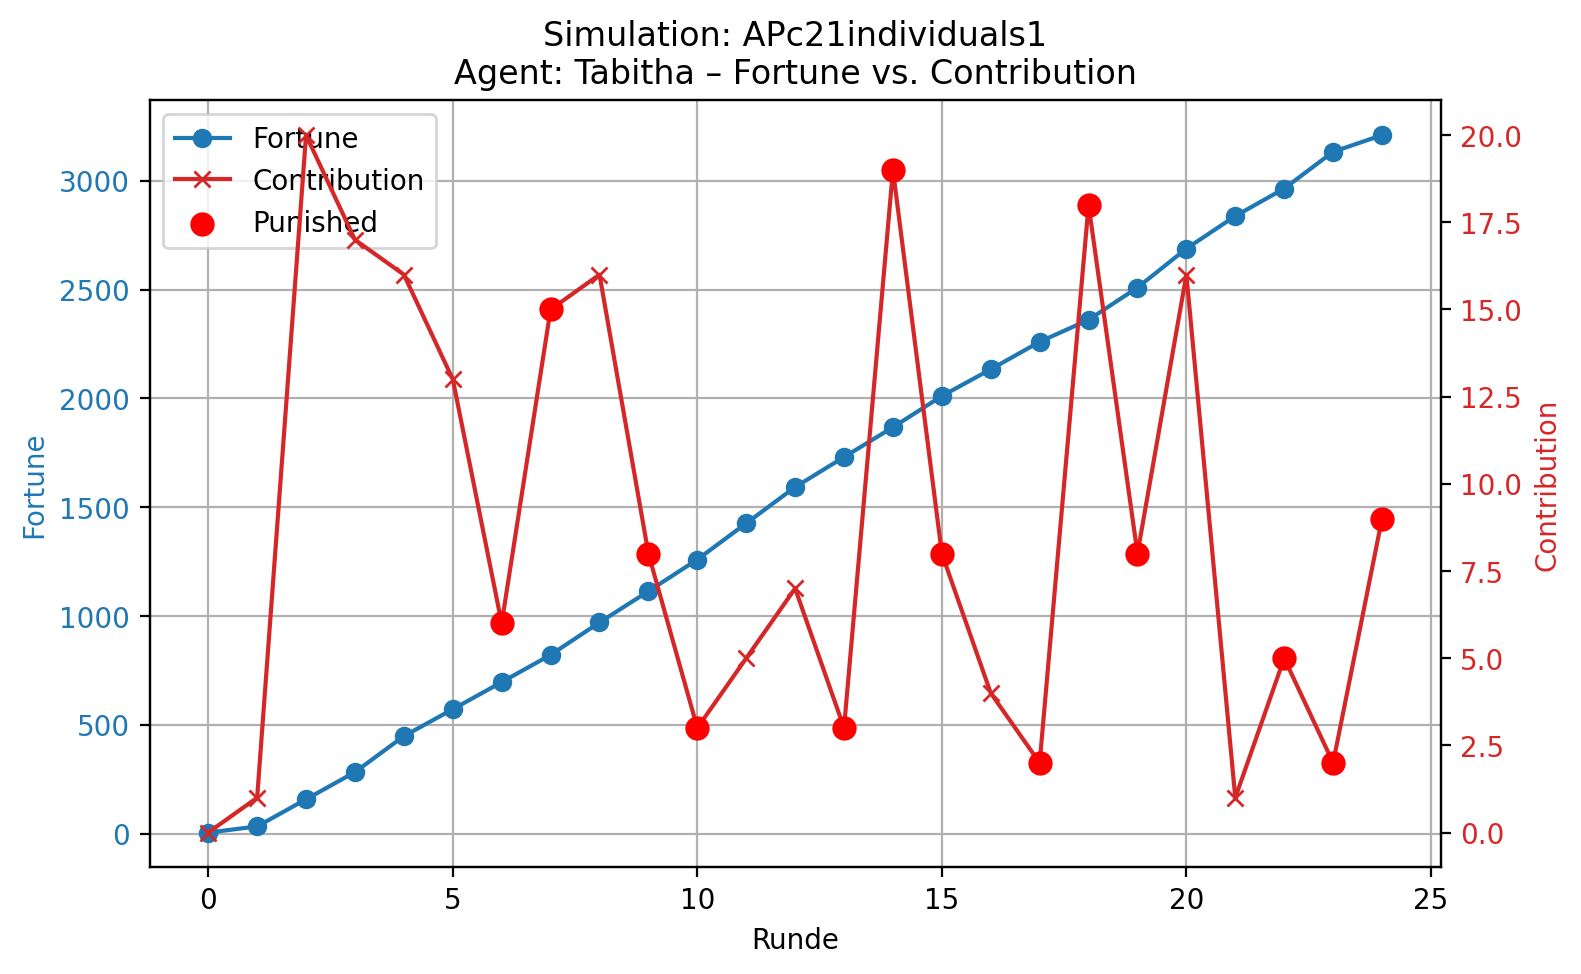 Simulation: APc21individuals1
Agent: Tabitha – Fortune vs. Contribution
Fortune
Contribution
Punished
3000
2500
2000
1500
1000
500
0
Fortune
20.0
17.5
15.0
12.5
10.0
7.5
5.0
2.5
0.0
Contribution
0 5 10 15 20 25
Runde